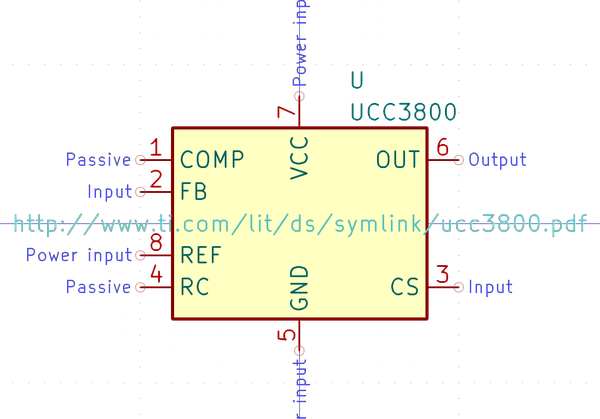 Power inp
U
UCC3800
7
VCC
Passive 1 COMP OUT 6 Output
Input 2 FB
http://www.ti.com/lit/ds/symlink/ucc3800.pdf
Power input 8 REF
Passive 4 RC CS 3 Input
GND
5
r input